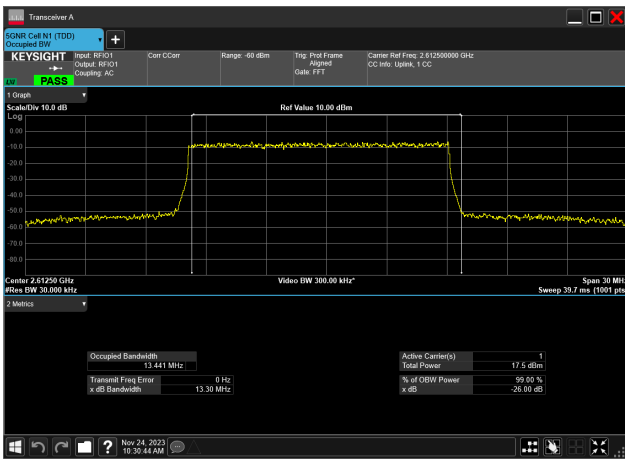 Transceiver A
5GNR Cell N1 (TDD)
Occupied BW
KEYSIGHT
PASS
Input: RFIO1
Output: RFIO1
Coupling: AC
Corr CCorr
Range: -60 dBm
Trig: Prot Frame
Aligned
Gate: FFT
Carrier Ref Freq: 2.612500000 GHz
CC Info: Uplink, 1 CC
1 Graph
Scale/Div 10.0 dB
Ref Value 10.00 dBm
Log
0.00
-10.0
-20.0
-30.0
-40.0
-50.0
-60.0
-70.0
-80.0
Center 2.61250 GHz
Video BW 300.00 kHz*
Span 30 MHz
#Res BW 30.000 kHz
Sweep 39.7 ms (1001 pts
2 Metrics
Occupied Bandwidth
13.441 MHz
Transmit Freq Error 0 Hz
x dB Bandwidth 13.30 MHz
Active Carrier(s) 1
Total Power 17.5 dBm
% of OBW Power 99.00 %
x dB -26.00 dB
?
Nov 24, 2023
10:30:44 AM